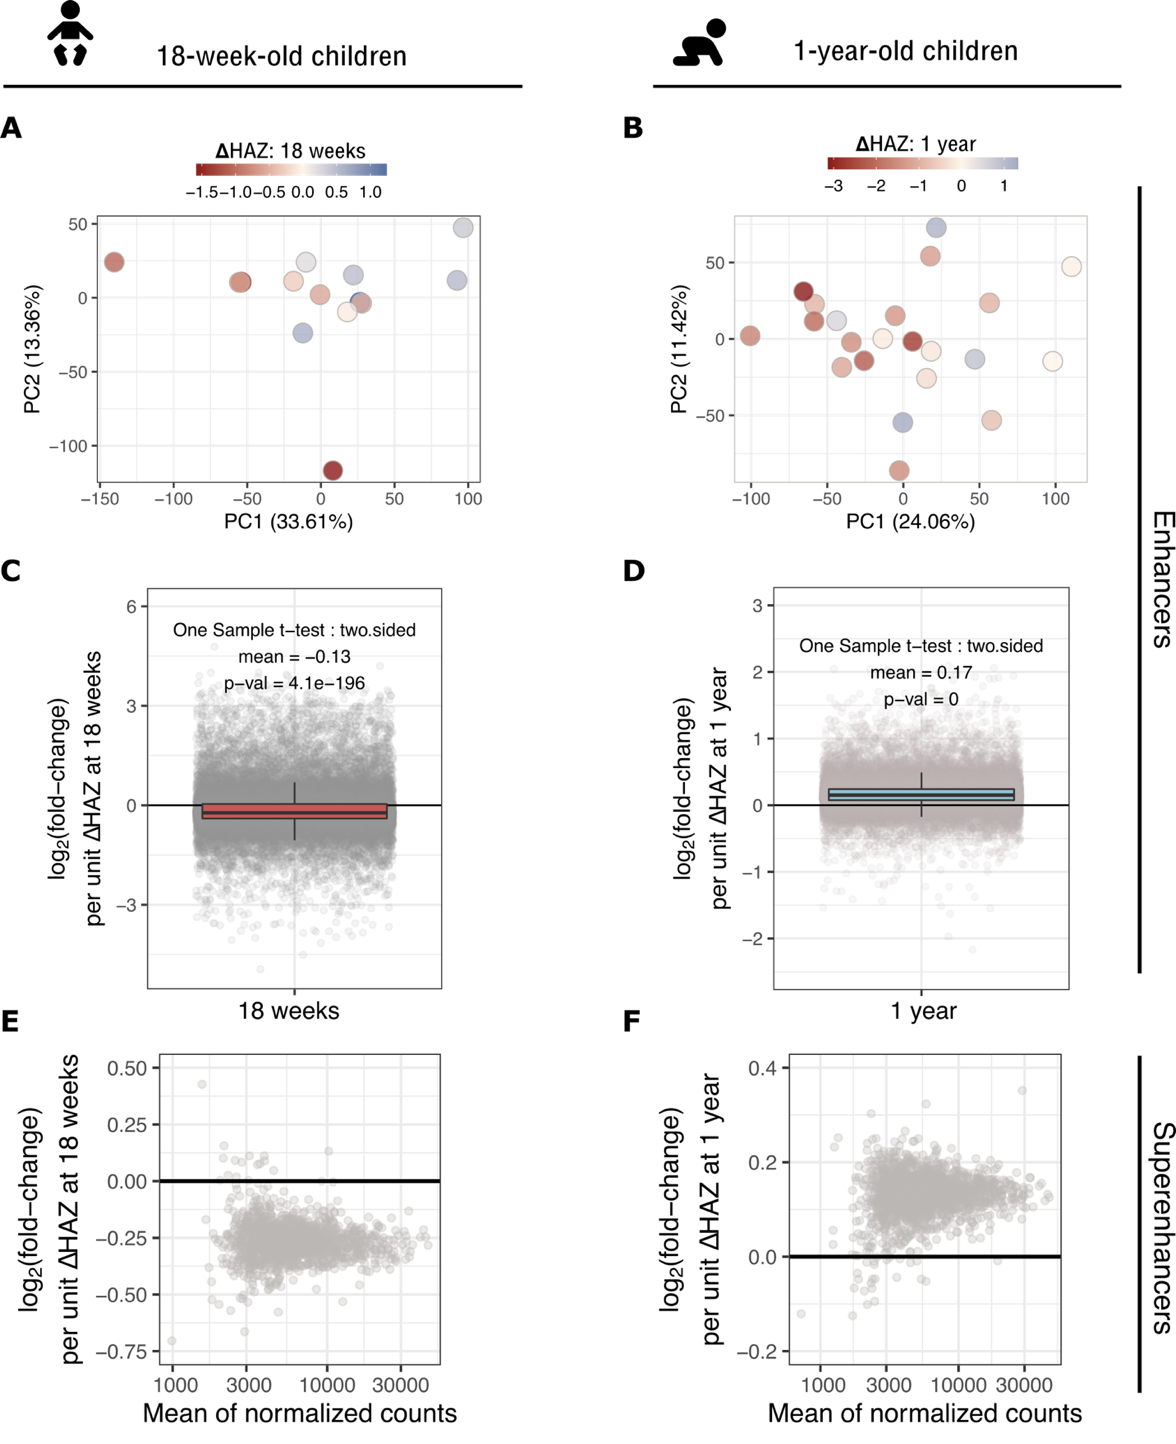 18-week-old children
1-year-old children
A
ΔHAZ: 18 weeks
−1.5 −1.0 −0.5 0.0 0.5 1.0
50
0
−50
−100
−150 −100 −50 0 50 100
PC1 (33.61%)
PC2 (13.36%)
B
ΔHAZ: 1 year
−3 −2 −1 0 1
50
0
−50
−100 −50 0 50 100
PC1 (24.06%)
PC2 (11.42%)
Enhancers
C
6
3
0
−3
One Sample t−test : two.sided
mean = −0.13
p−val = 4.1e−196
log2(fold−change)
per unit ΔHAZ at 18 weeks
18 weeks
D
3
2
1
0
−1
−2
One Sample t−test : two.sided
mean = 0.17
p−val = 0
log2(fold−change)
per unit ΔHAZ at 1 year
1 year
E
0.50
0.25
0.00
−0.25
−0.50
−0.75
1000 3000 10000 30000
Mean of normalized counts
log2(fold−change)
per unit ΔHAZ at 18 weeks
F
0.4
0.2
0.0
−0.2
1000 3000 10000 30000
Mean of normalized counts
log2(fold−change)
per unit ΔHAZ at 1 year
Superenhancers